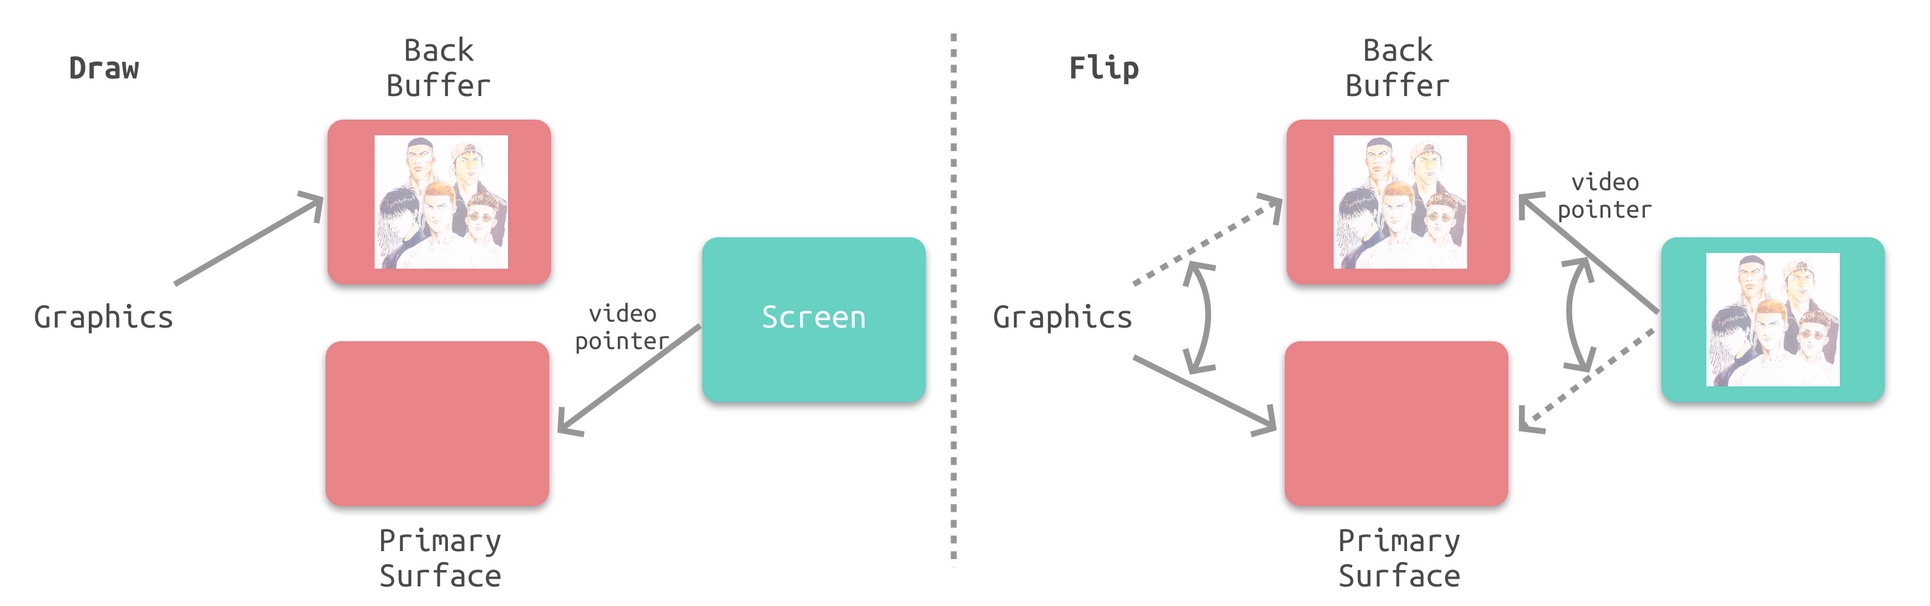 Draw
Back
Buffer
Graphics
video
pointer
Screen
Primary
Surface
Flip
Back
Buffer
video
pointer
Graphics
Primary
Surface